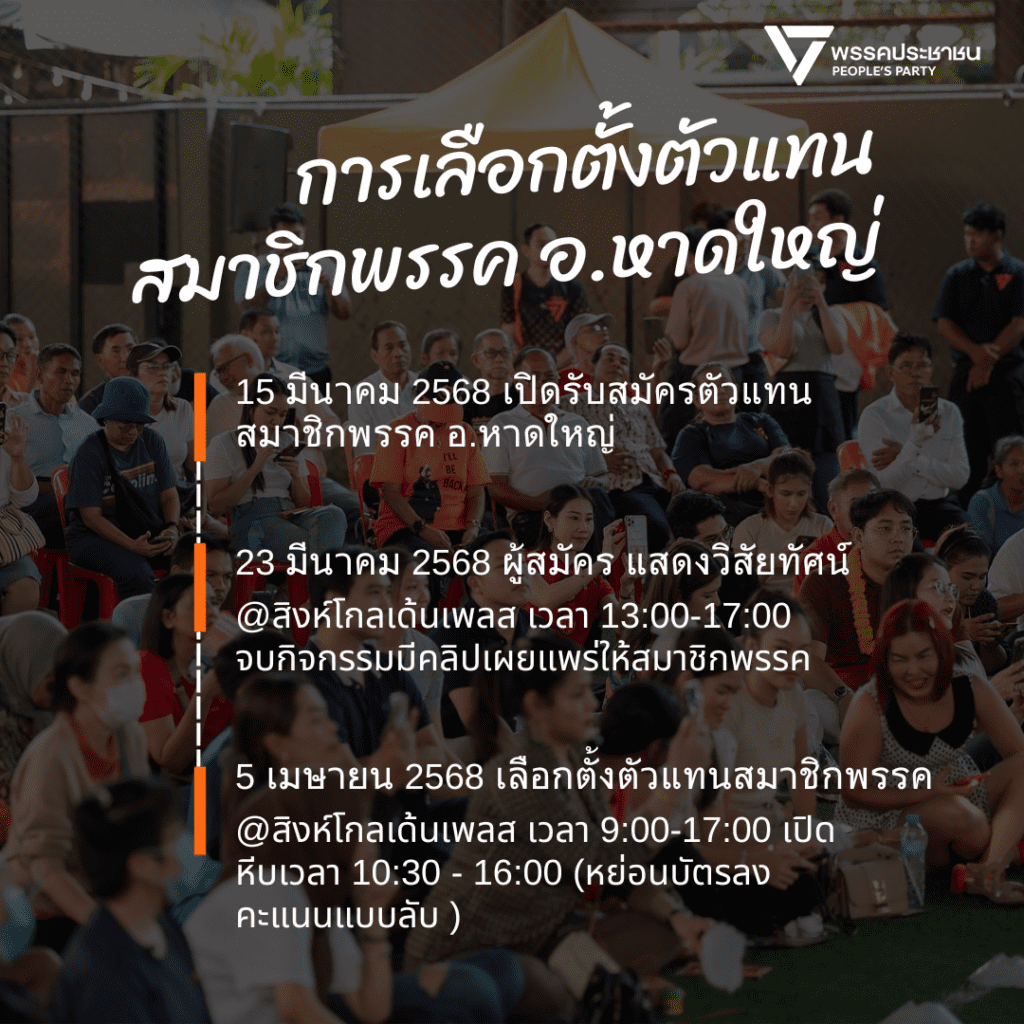 พรรคประชาชน
PEOPLE'S PARTY
การเลือกตั้งตัวแทน
สมาชิกพรรค อ.หาดใหญ่
15 มีนาคม 2568 เปิดรับสมัครตัวแทน
สมาชิกพรรค อ.หาดใหญ่
I'LL
BE
BACK
23 มีนาคม 2568 ผู้สมัคร แสดงวิสัยทัศน์
@สิงห์โกลเด้นเพลส เวลา 13:00-17:00
จบกิจกรรมมีคลิปเผยแพร่ให้สมาชิกพรรค
5 เมษายน 2568 เลือกตั้งตัวแทนสมาชิกพรรค
@สิงห์โกลเด้นเพลส เวลา 9:00-17:00 เปิด
หีบเวลา 10:30 - 16:00 (หย่อนบัตรลง
คะแนนแบบลับ )